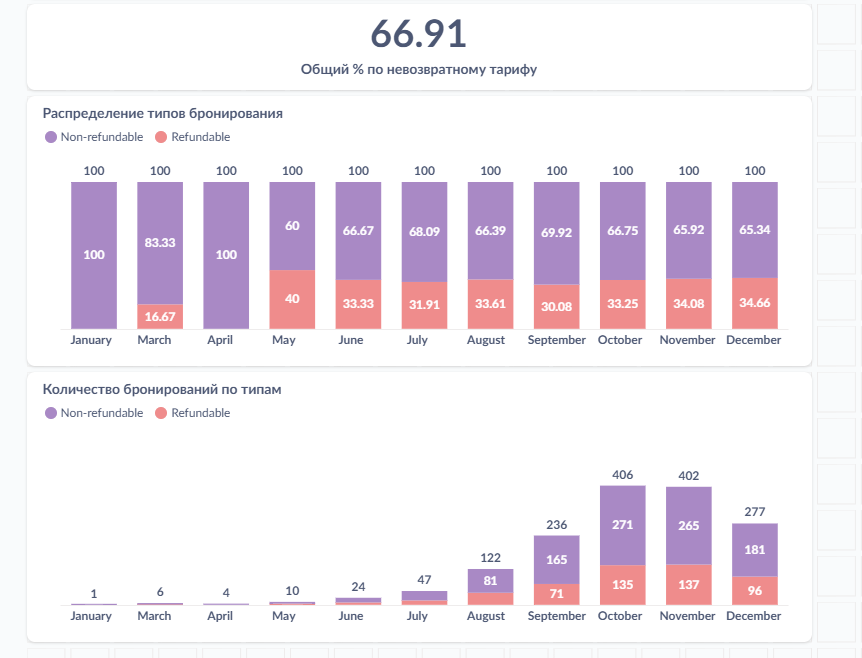 66.91
Общий % по невозвратному тарифу
Распределение типов бронирования
Non-refundable Refundable
100 100 100 100 100 100 100 100 100 100 100
100 83.33 100 60 66.67 68.09 66.39 69.92 66.75 65.92 65.34
16.67 40 33.33 31.91 33.61 30.08 33.25 34.08 34.66
January March April May June July August September October November December
Количество бронирований по типам
Non-refundable Refundable
1 6 4 10 24 47 122 236 406 402 277
81 165 271 265 181
71 135 137 96
January March April May June July August September October November December